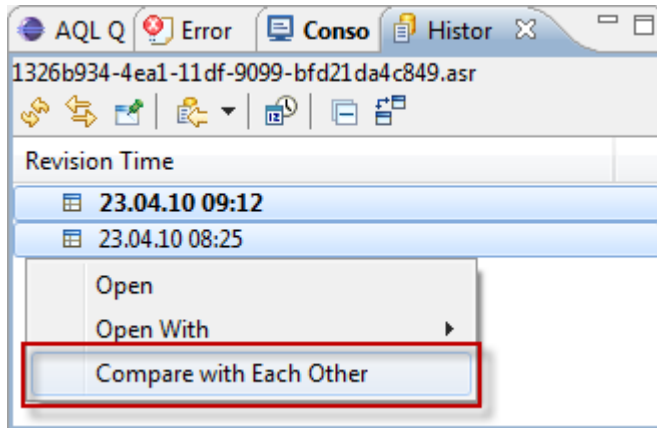 AQL Q Error Conso Histor
1326b934-4ea1-11df-9099-bfd21da4c849.asr
Revision Time
23.04.10 09:12
23.04.10 08:25
Open
Open With
Compare with Each Other